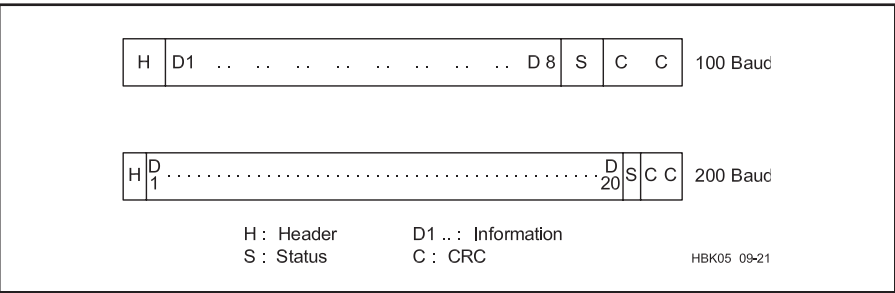 H D1 .. .. .. .. .. .. .. .. D 8 S C C 100 Baud
H D 1 ............................................... D 20 S C C 200 Baud
H : Header D1 .. : Information
S : Status C : CRC
HBK05 09-21